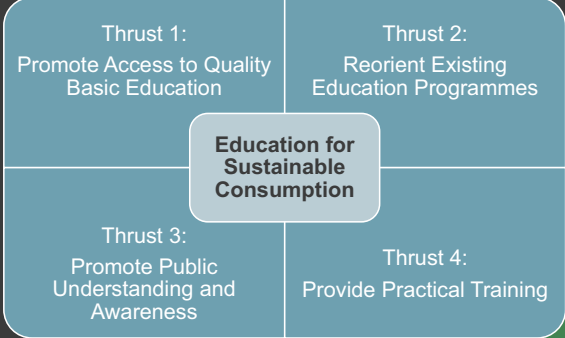 Thrust 1:
Promote Access to Quality
Basic Education
Thrust 2:
Reorient Existing
Education Programmes
Education for
Sustainable
Consumption
Thrust 3:
Promote Public
Understanding and
Awareness
Thrust 4:
Provide Practical Training